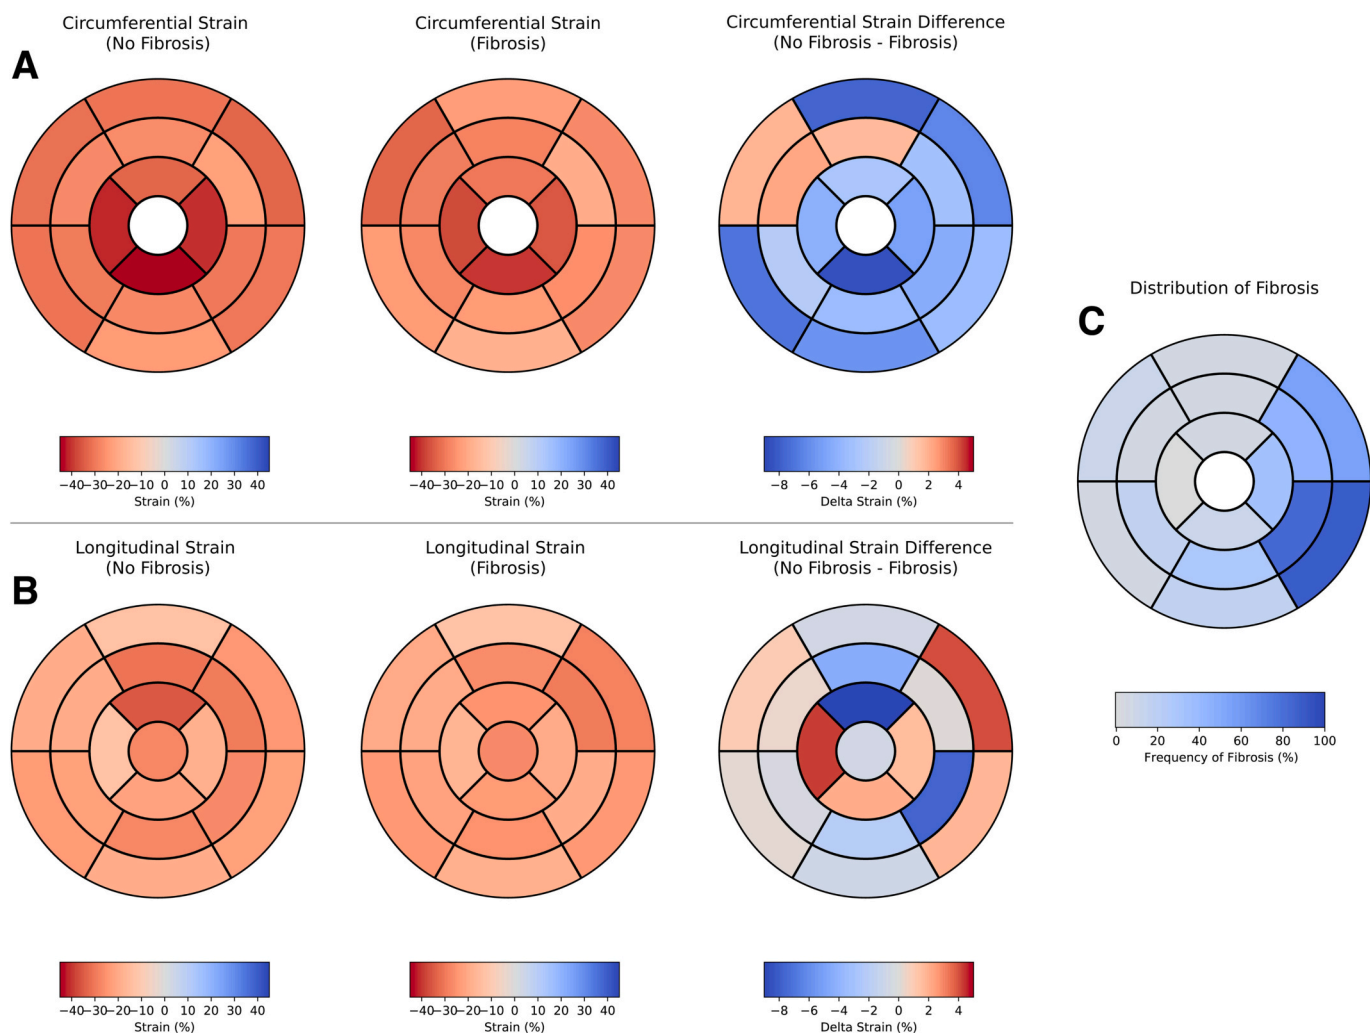 A
Circumferential Strain
(No Fibrosis)
Circumferential Strain
(Fibrosis)
Circumferential Strain Difference
(No Fibrosis - Fibrosis)
−40 −30 −20 −10 0 10 20 30 40
Strain (%)
−40 −30 −20 −10 0 10 20 30 40
Strain (%)
−8 −6 −4 −2 0 2 4
Delta Strain (%)
B
Longitudinal Strain
(No Fibrosis)
Longitudinal Strain
(Fibrosis)
Longitudinal Strain Difference
(No Fibrosis - Fibrosis)
−40 −30 −20 −10 0 10 20 30 40
Strain (%)
−40 −30 −20 −10 0 10 20 30 40
Strain (%)
−8 −6 −4 −2 0 2 4
Delta Strain (%)
C
Distribution of Fibrosis
0 20 40 60 80 100
Frequency of Fibrosis (%)